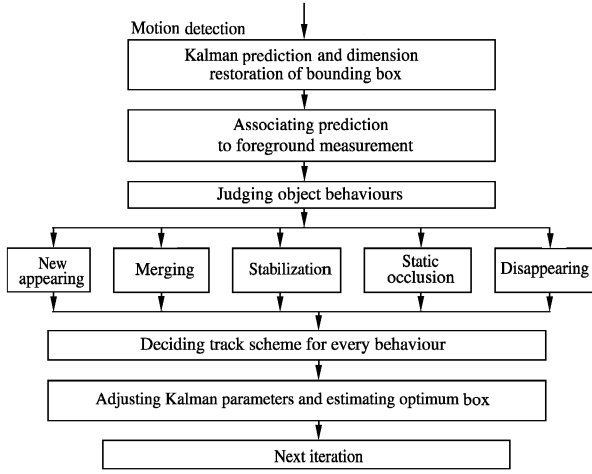 Motion detection
Kalman prediction and dimension
restoration of bounding box
Associating prediction
to foreground measurement
Judging object behaviours
New
appearing
Merging
Stabilization
Static
occlusion
Disappearing
Deciding track scheme for every behaviour
Adjusting Kalman parameters and estimating optimum box
Next iteration